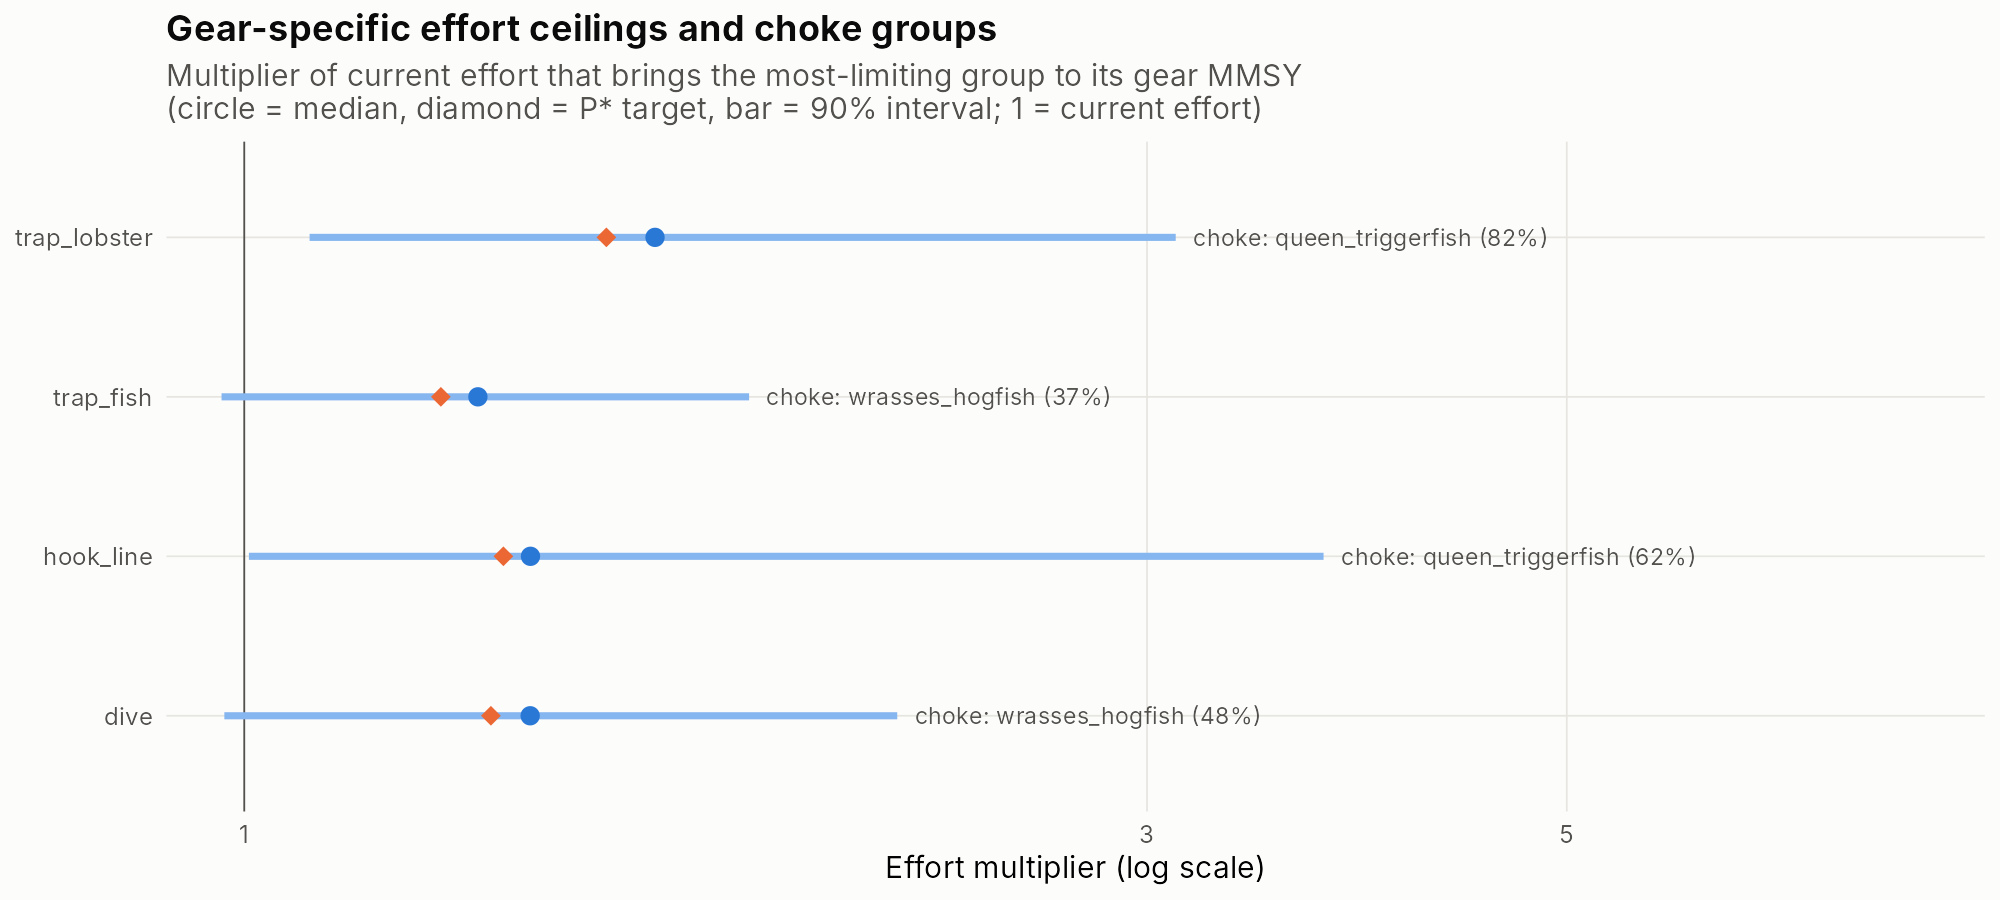 Gear-specific effort ceilings and choke groups
Multiplier of current effort that brings the most-limiting group to its gear MMSY
(circle = median, diamond = P* target, bar = 90% interval; 1 = current effort)
trap_lobster
choke: queen_triggerfish (82%)
trap_fish
choke: wrasses_hogfish (37%)
hook_line
choke: queen_triggerfish (62%)
dive
choke: wrasses_hogfish (48%)
1 3 5
Effort multiplier (log scale)